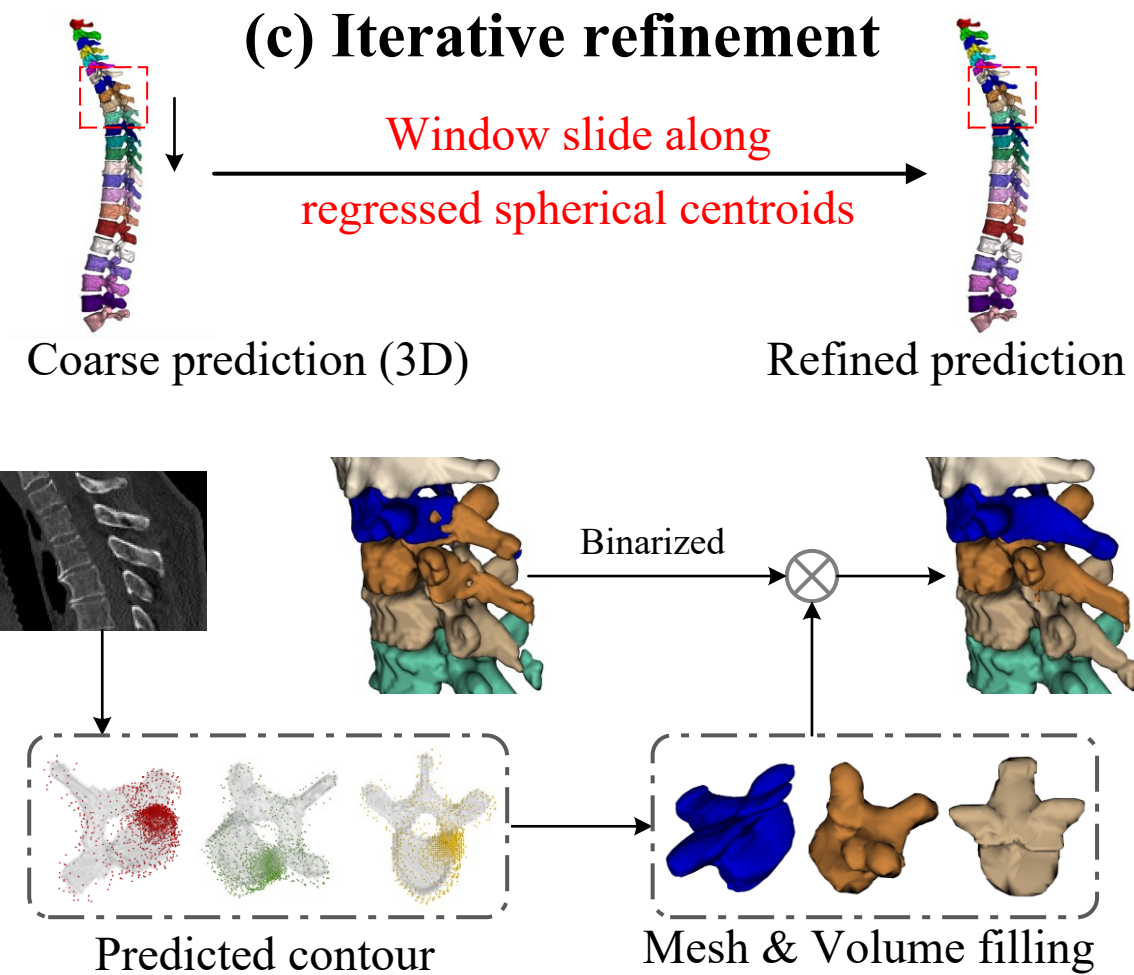 (c) Iterative refinement
Window slide along
regressed spherical centroids
Coarse prediction (3D)
Refined prediction
Binarized
Predicted contour
Mesh & Volume filling